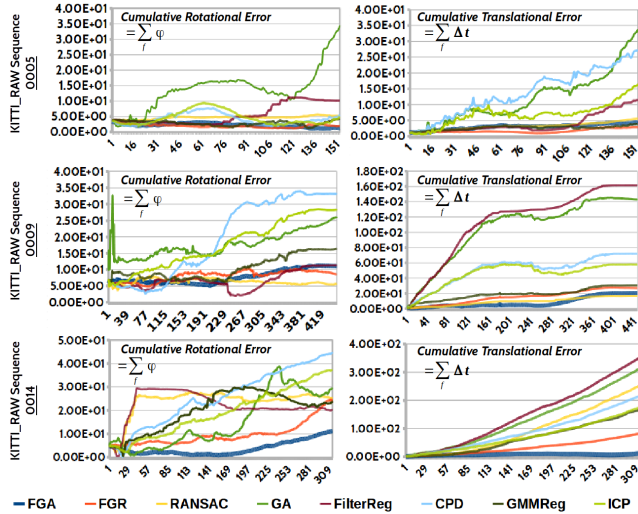 KITTI_RAW Sequence 0005
Cumulative Rotational Error
=∑f φ
4.00E+01
3.50E+01
3.00E+01
2.50E+01
2.00E+01
1.50E+01
1.00E+01
5.00E+00
0.00E+00
1 16 31 46 61 76 91 106 121 136 151
Cumulative Translational Error
=∑f Δt
4.00E+01
3.50E+01
3.00E+01
2.50E+01
2.00E+01
1.50E+01
1.00E+01
5.00E+00
0.00E+00
1 16 31 46 61 76 91 106 121 136 151
KITTI_RAW Sequence 0009
Cumulative Rotational Error
=∑f φ
4.00E+01
3.50E+01
3.00E+01
2.50E+01
2.00E+01
1.50E+01
1.00E+01
5.00E+00
0.00E+00
1 39 77 115 153 191 229 267 305 343 381 419
Cumulative Translational Error
=∑f Δt
1.80E+02
1.60E+02
1.40E+02
1.20E+02
1.00E+02
8.00E+01
6.00E+01
4.00E+01
2.00E+01
0.00E+00
1 41 81 121 161 201 241 281 321 361 401 441
KITTI_RAW Sequence 0014
Cumulative Rotational Error
=∑f φ
5.00E+01
4.00E+01
3.00E+01
2.00E+01
1.00E+01
0.00E+00
1 29 57 85 113 141 169 197 225 253 281 309
Cumulative Translational Error
=∑f Δt
4.00E+02
3.00E+02
2.00E+02
1.00E+02
0.00E+00
1 29 57 85 113 141 169 197 225 253 281 309
FGA FGR RANSAC GA FilterReg CPD GMMReg ICP